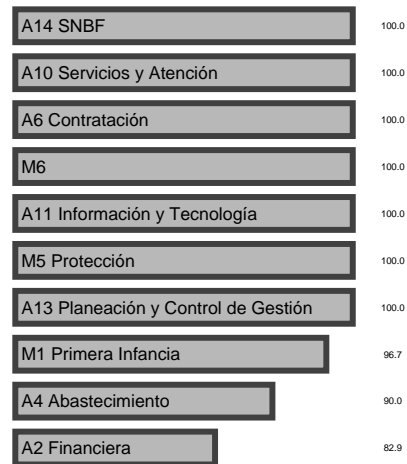 A14 SNBF 100.0
A10 Servicios y Atención 100.0
A6 Contratación 100.0
M6 100.0
A11 Información y Tecnología 100.0
M5 Protección 100.0
A13 Planeación y Control de Gestión 100.0
M1 Primera Infancia 96.7
A4 Abastecimiento 90.0
A2 Financiera 82.9